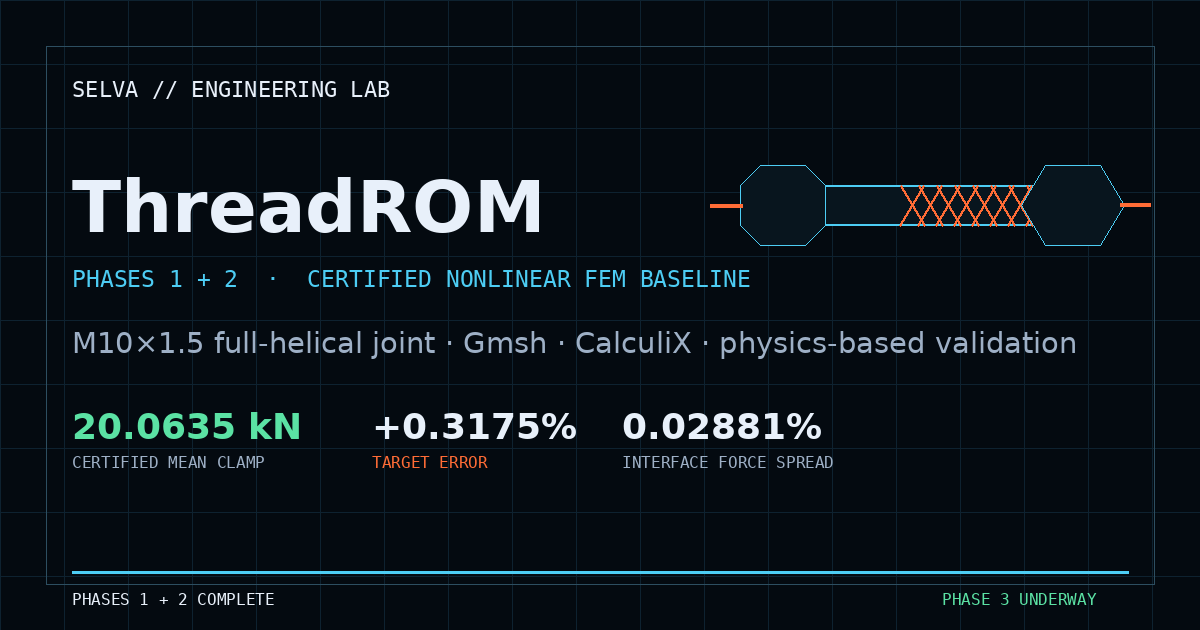 SELVA // ENGINEERING LAB
ThreadROM
PHASES 1 + 2 · CERTIFIED NONLINEAR FEM BASELINE
M10×1.5 full-helical joint · Gmsh · CalculiX · physics-based validation
20.0635 kN +0.3175% 0.02881%
CERTIFIED MEAN CLAMP TARGET ERROR INTERFACE FORCE SPREAD
PHASES 1 + 2 COMPLETE PHASE 3 UNDERWAY